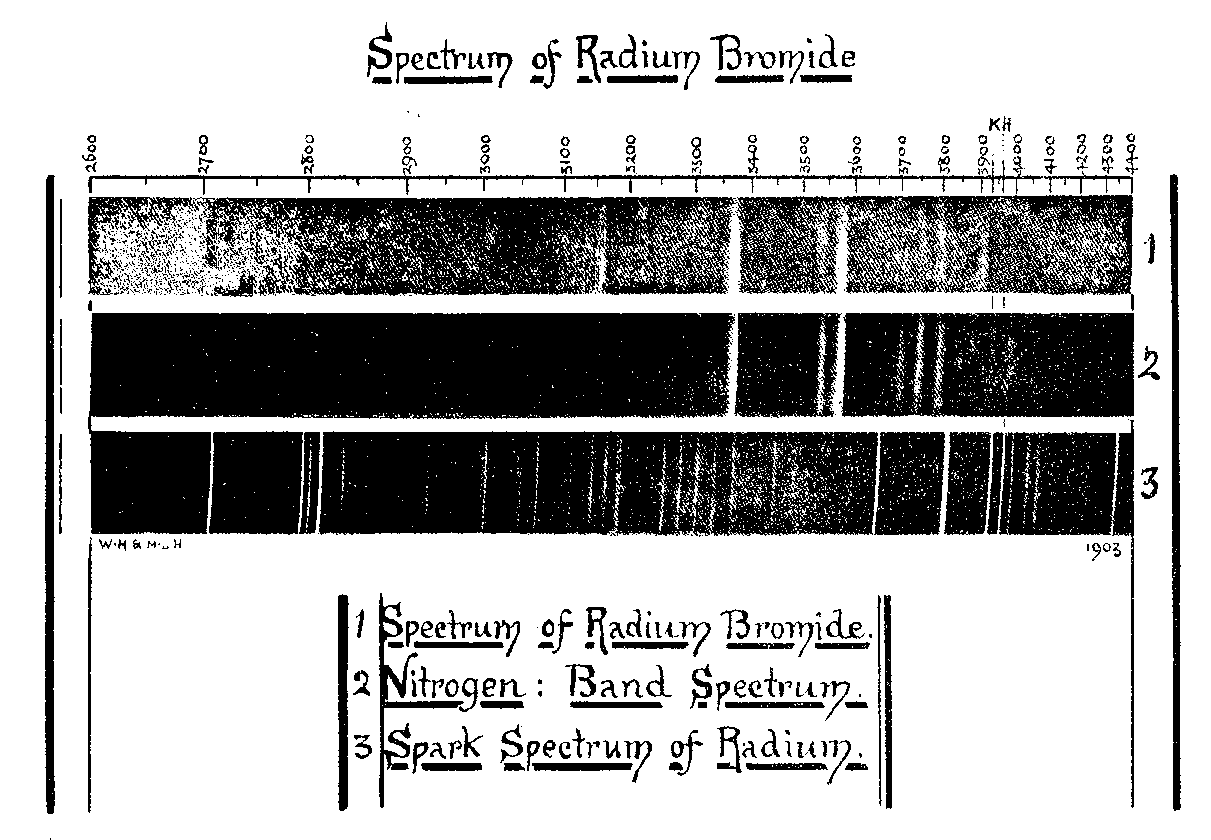 Spectrum of Radium Bromide
KH
2600 2700 2800 2900 3000 3100 3200 3300 3400 3500 3600 3700 3800 3900 4000 4100 4200 4300 4400
1
2
3
1903
1 Spectrum of Radium Bromide.
2 Nitrogen: Band Spectrum.
3 Spark Spectrum of Radium.